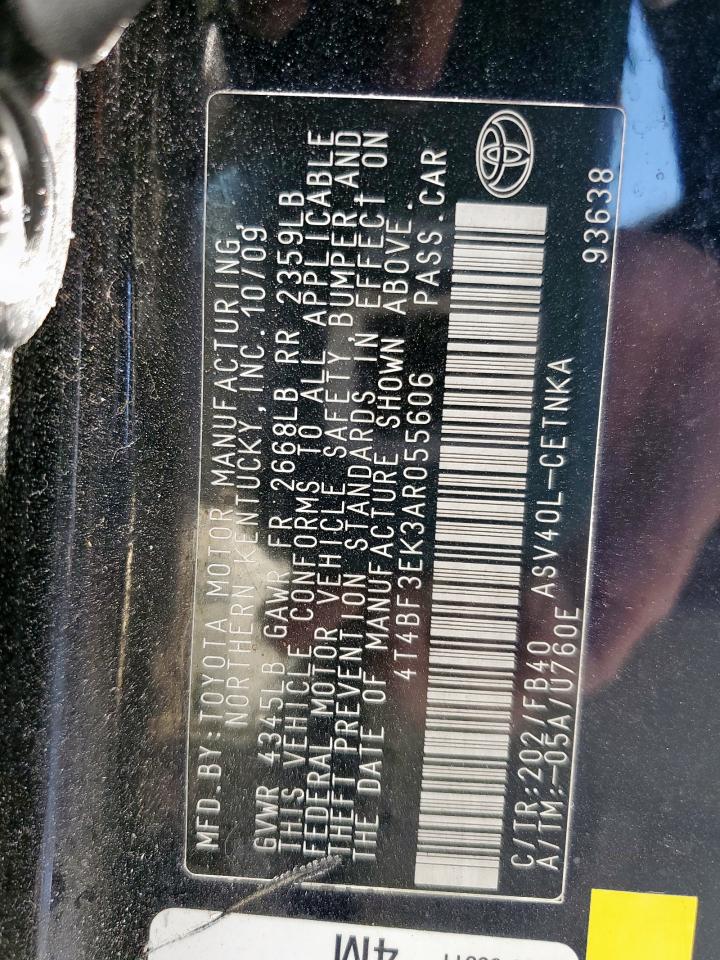 MFD.BY:TOYOTA MOTOR MANUFACTURING,
NORTHERN KENTUCKY,INC. 10/09
GVWR 4345LB GAWR FR 2668LB RR 2359LB
THIS VEHICLE CONFORMS TO ALL APPLICABLE
FEDERAL MOTOR VEHICLE SAFETY,BUMPER,AND
THEFT PREVENTION STANDARDS IN EFFECT ON
THE DATE OF MANUFACTURE SHOWN ABOVE.
4T4BF3EK3AR055606 PASS.CAR
C/TR:202/FB40 ASV40L-CETNKA
A/TM:-05A/U760E
93638
4M